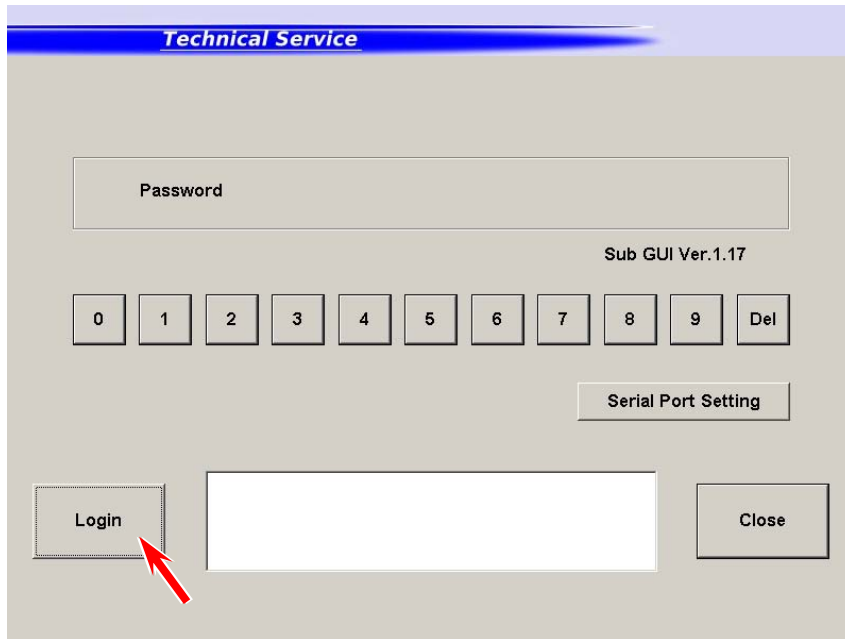 Technical Service
Password
Sub GUI Ver.1.17
0 1 2 3 4 5 6 7 8 9 Del
Serial Port Setting
Login
Close